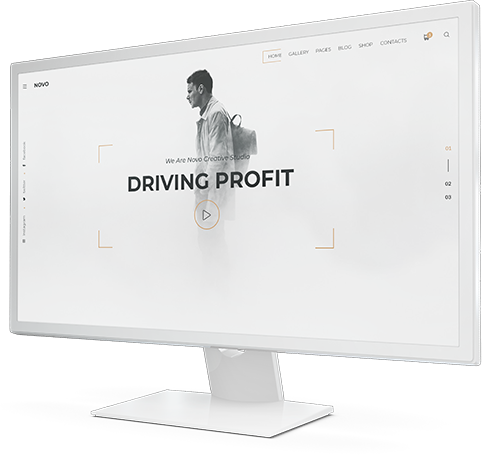 HOME GALLERY PAGES BLOG SHOP CONTACTS
NOVO
We Are Novo Creative Studio
DRIVING PROFIT
01
02
03
facebook
twitter
instagram